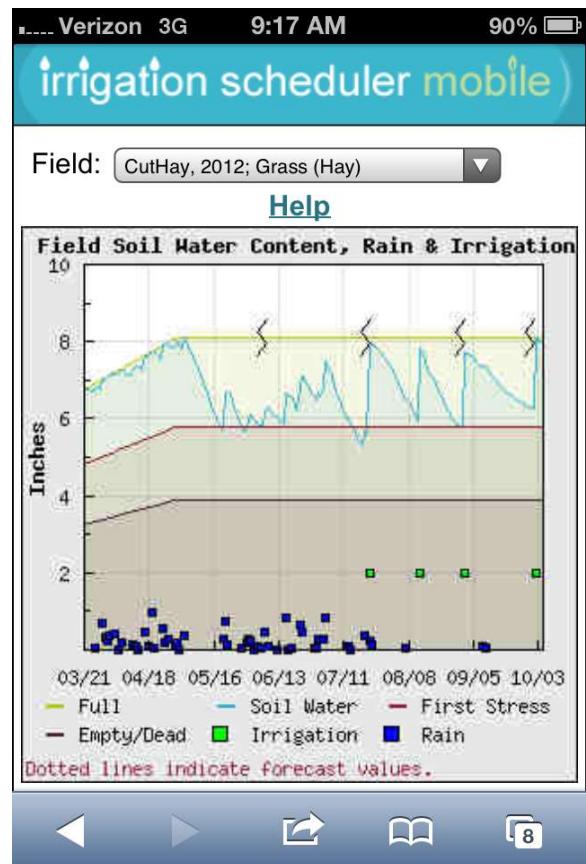 Verizon 3G 9:17 AM 90%
irrigation scheduler mobile
Field: CutHay, 2012; Grass (Hay)
Help
Field Soil Water Content, Rain & Irrigation
10
8
6
4
2
Inches
03/21 04/18 05/16 06/13 07/11 08/08 09/05 10/03
Full Soil Water First Stress
Empty/Dead Irrigation Rain
Dotted lines indicate forecast values.
8